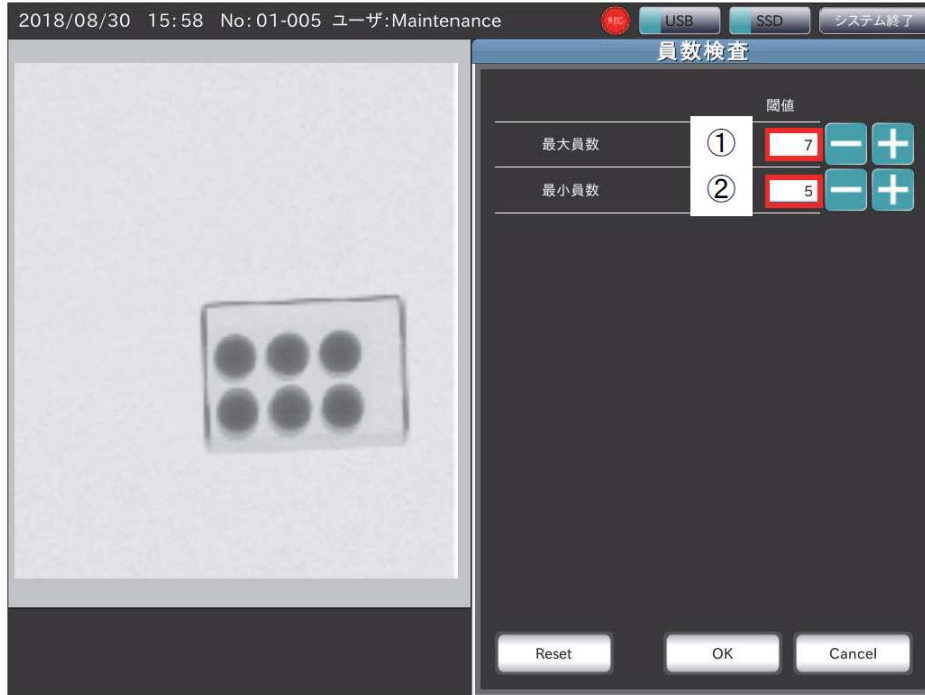 2018/08/30 15:58 No:01-005 ユーザ:Maintenance REC USB SSD システム終了
員数検査
閾値
最大員数 ① 7 − +
最小員数 ② 5 − +
Reset OK Cancel